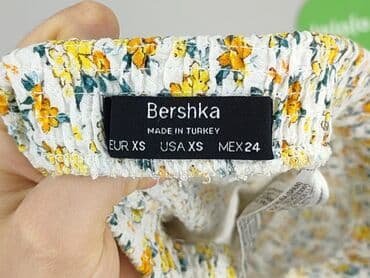 Bershka
MADE IN TURKEY
EUR XS USA XS MEX 24